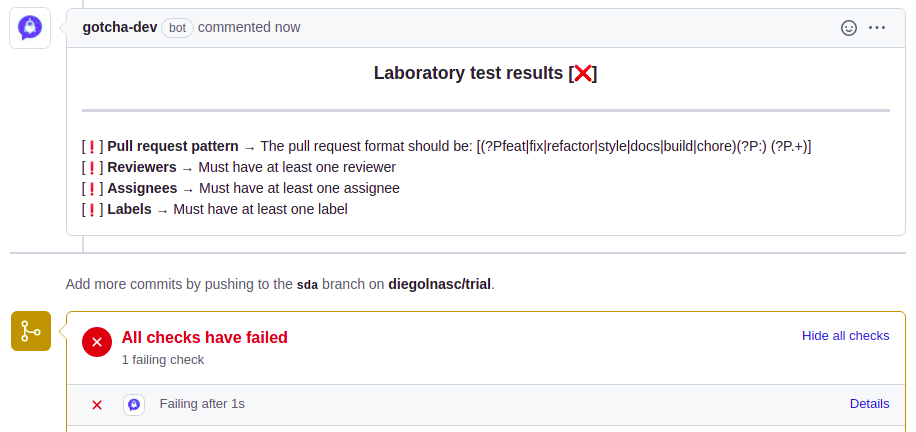 gotcha-dev bot commented now
Laboratory test results [❌]
[❗] Pull request pattern → The pull request format should be: [(?Pfeat|fix|refactor|style|docs|build|chore)(?P:) (?P.+)]
[❗] Reviewers → Must have at least one reviewer
[❗] Assignees → Must have at least one assignee
[❗] Labels → Must have at least one label
Add more commits by pushing to the sda branch on diegolnasc/trial.
All checks have failed
Hide all checks
1 failing check
Failing after 1s
Details